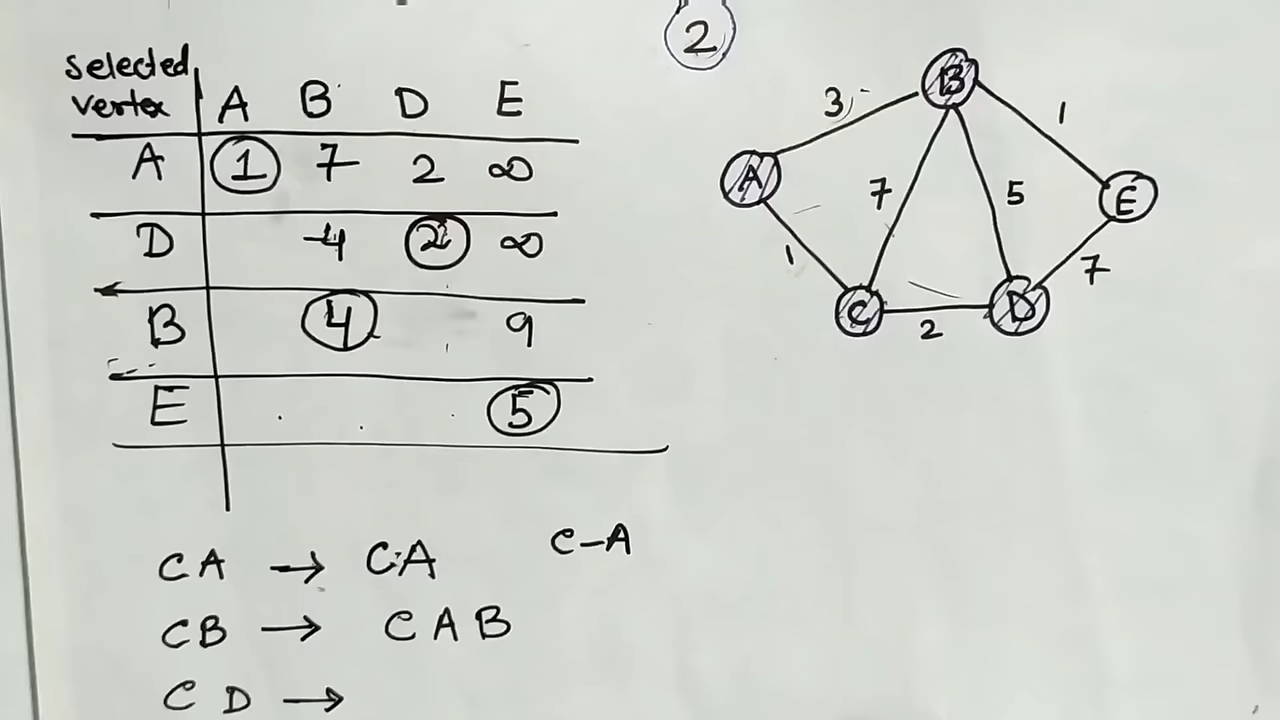 2
selected
vertex A B D E
A 1 7 2 ∞
D 4 2 ∞
B 4 9
E 5
CA → CA C-A
CB → CAB
CD →
B
3 1
A 7 5 E
1 7
C D
2